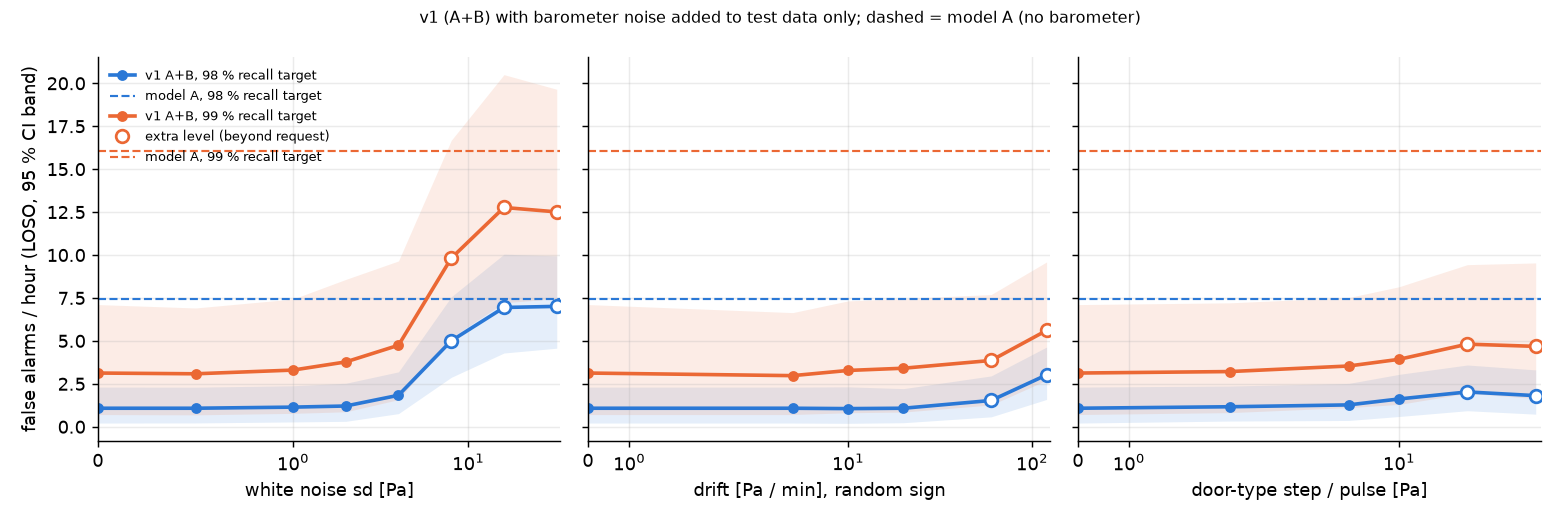 v1 (A+B) with barometer noise added to test data only; dashed = model A (no barometer)
false alarms / hour (LOSO, 95 % CI band)
20.0
17.5
15.0
12.5
10.0
7.5
5.0
2.5
0.0
v1 A+B, 98 % recall target
model A, 98 % recall target
v1 A+B, 99 % recall target
extra level (beyond request)
model A, 99 % recall target
0 10⁰ 10¹
white noise sd [Pa]
0 10⁰ 10¹ 10²
drift [Pa / min], random sign
0 10⁰ 10¹
door-type step / pulse [Pa]